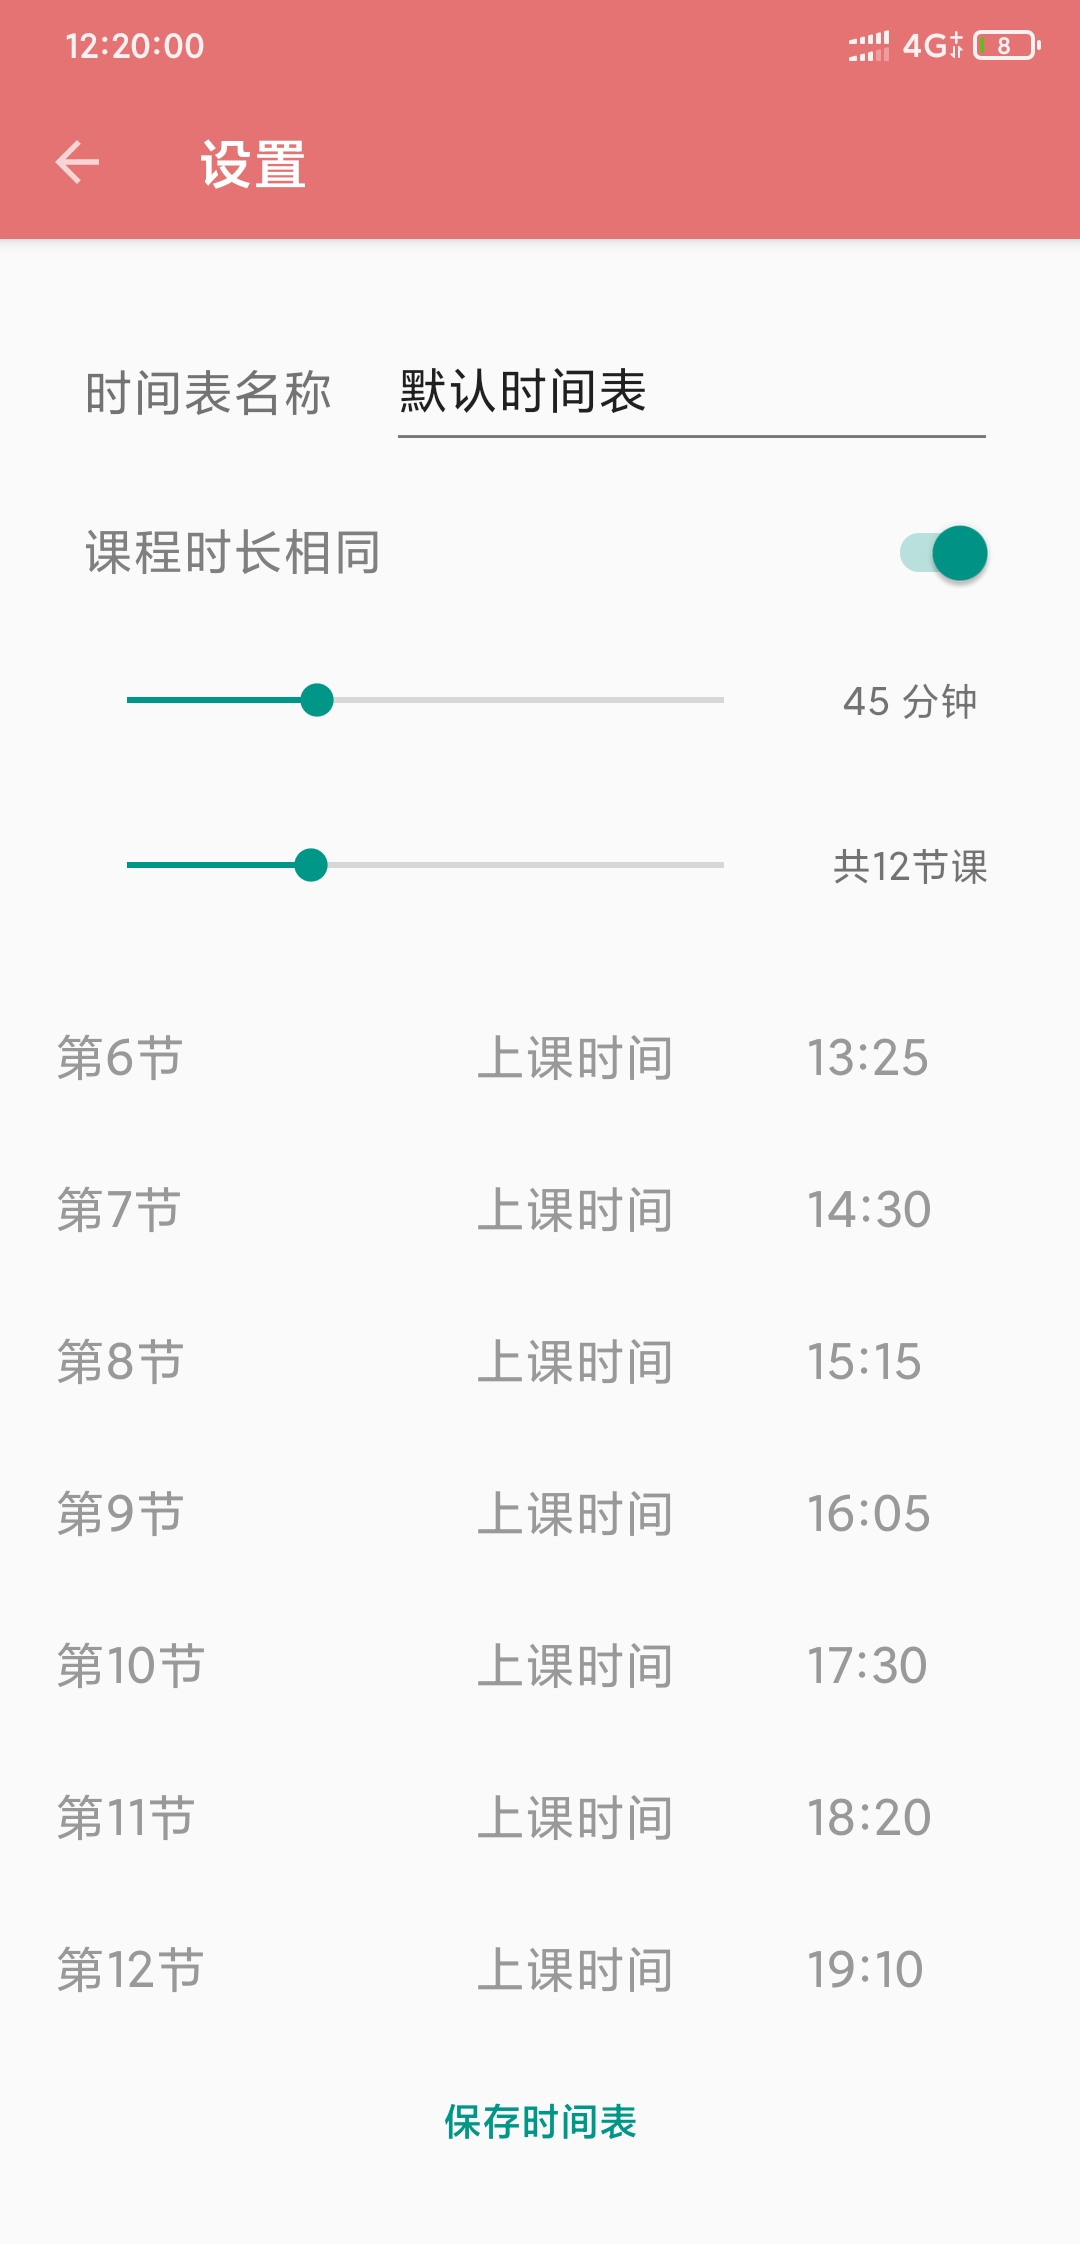 12:20:00 4G+ 8
设置
时间表名称 默认时间表
课程时长相同
45 分钟
共12节课
第6节 上课时间 13:25
第7节 上课时间 14:30
第8节 上课时间 15:15
第9节 上课时间 16:05
第10节 上课时间 17:30
第11节 上课时间 18:20
第12节 上课时间 19:10
保存时间表